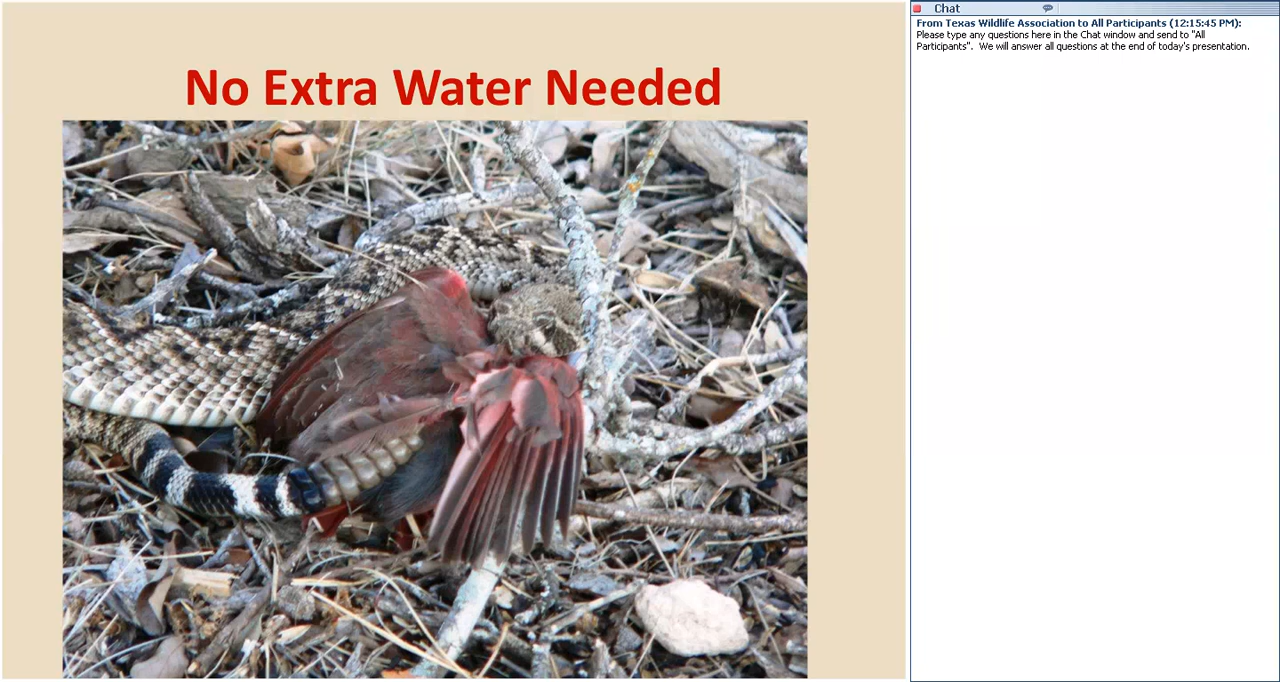 No Extra Water Needed
Chat
From Texas Wildlife Association to All Participants (12:15:45 PM):
Please type any questions here in the Chat window and send to "All
Participants".  We will answer all questions at the end of today's presentation.